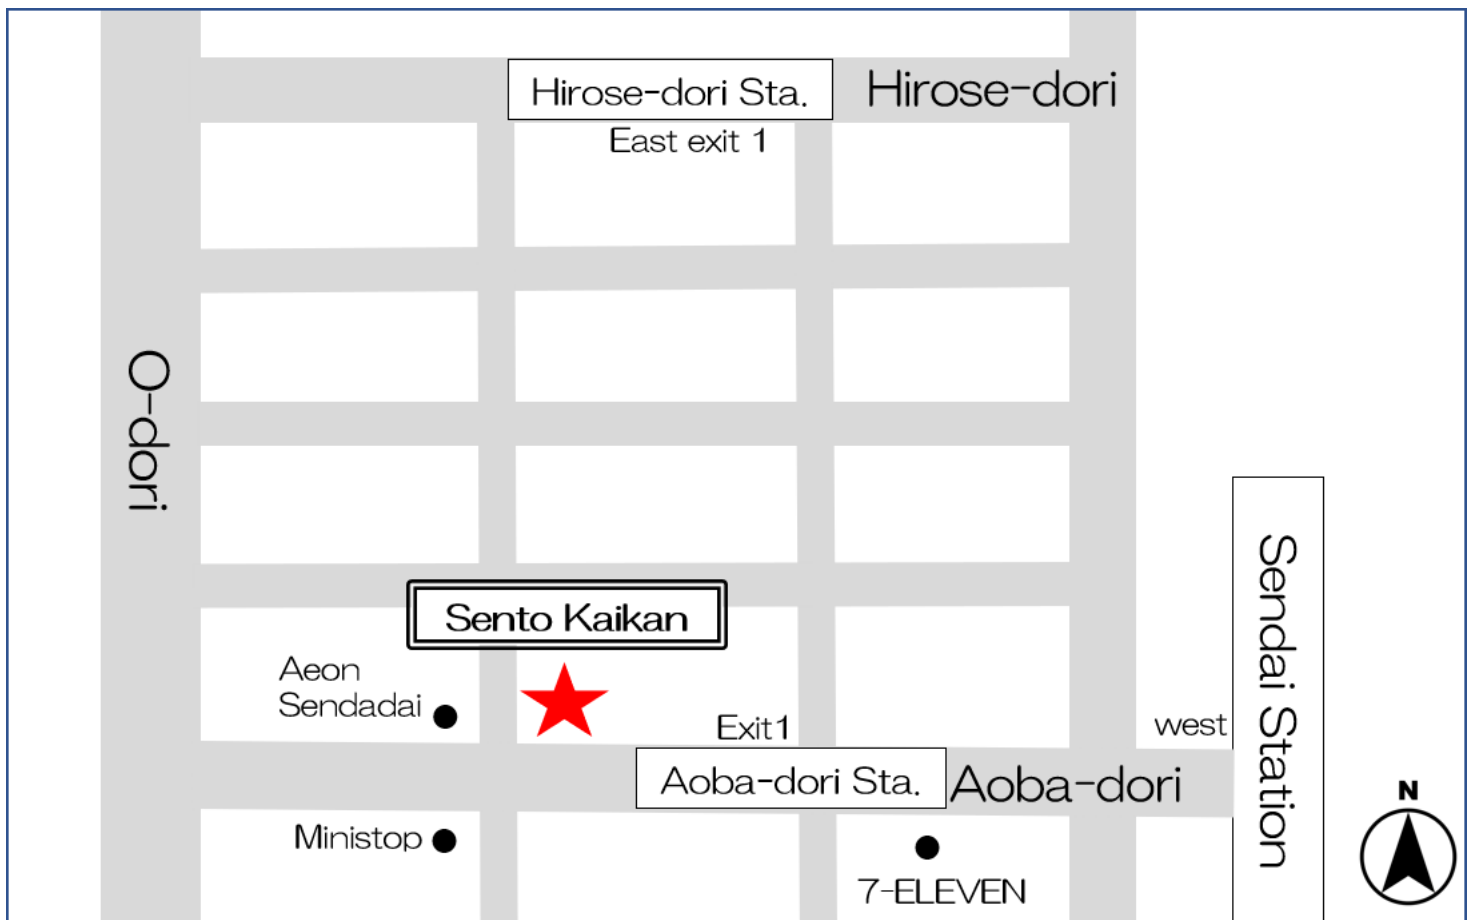 Hirose-dori Sta.
Hirose-dori
East exit 1
O-dori
Sento Kaikan
Aeon
Sendadai
Exit1
west
Sendai Station
Aoba-dori Sta.
Aoba-dori
N
Ministop
7-ELEVEN